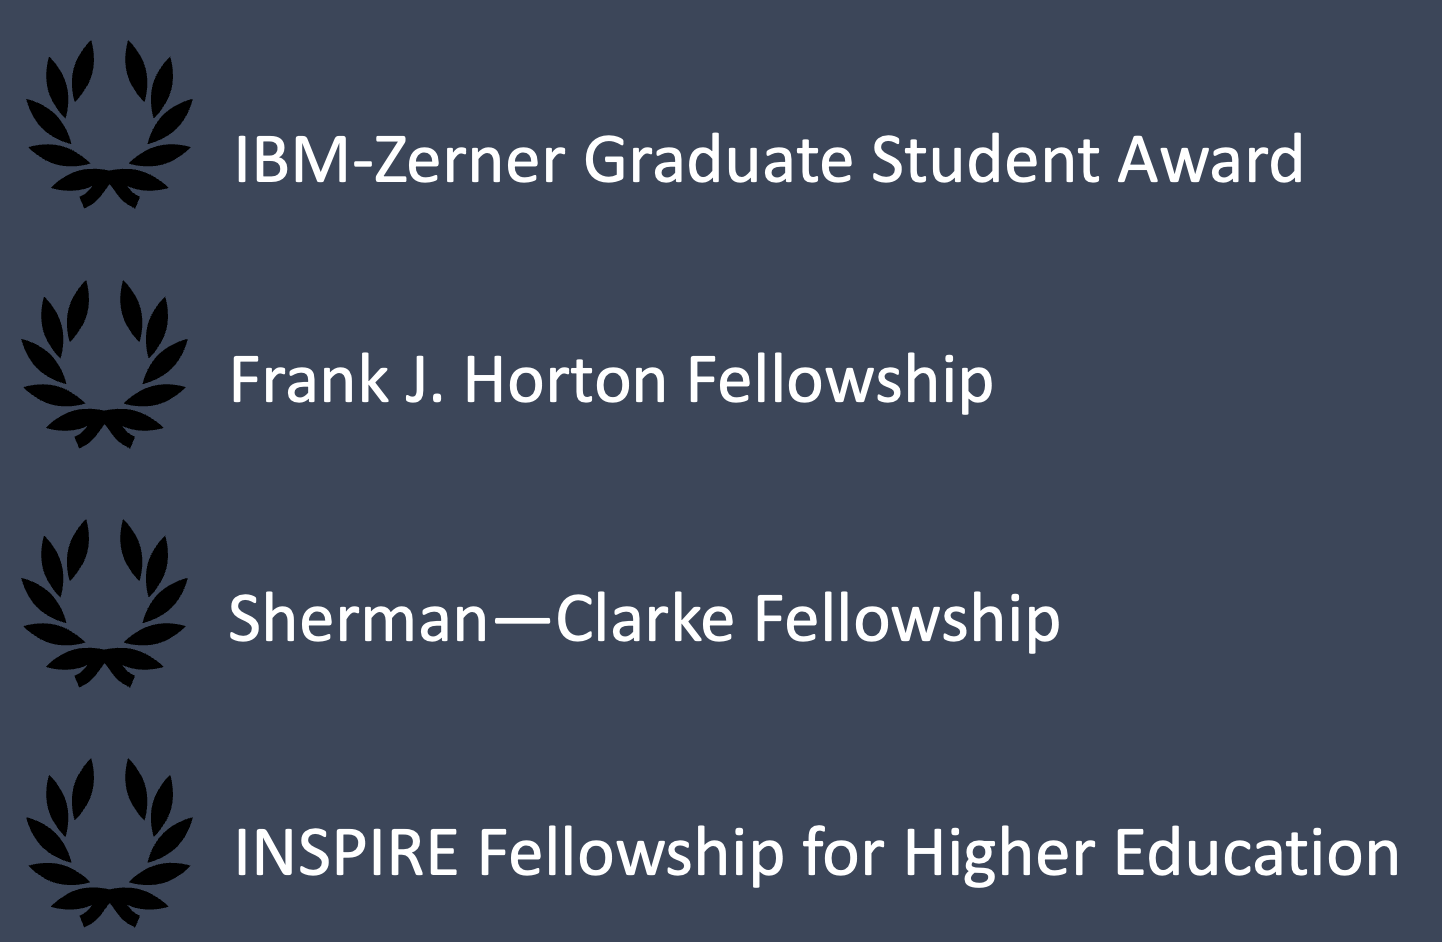 IBM-Zerner Graduate Student Award
Frank J. Horton Fellowship
Sherman—Clarke Fellowship
INSPIRE Fellowship for Higher Education